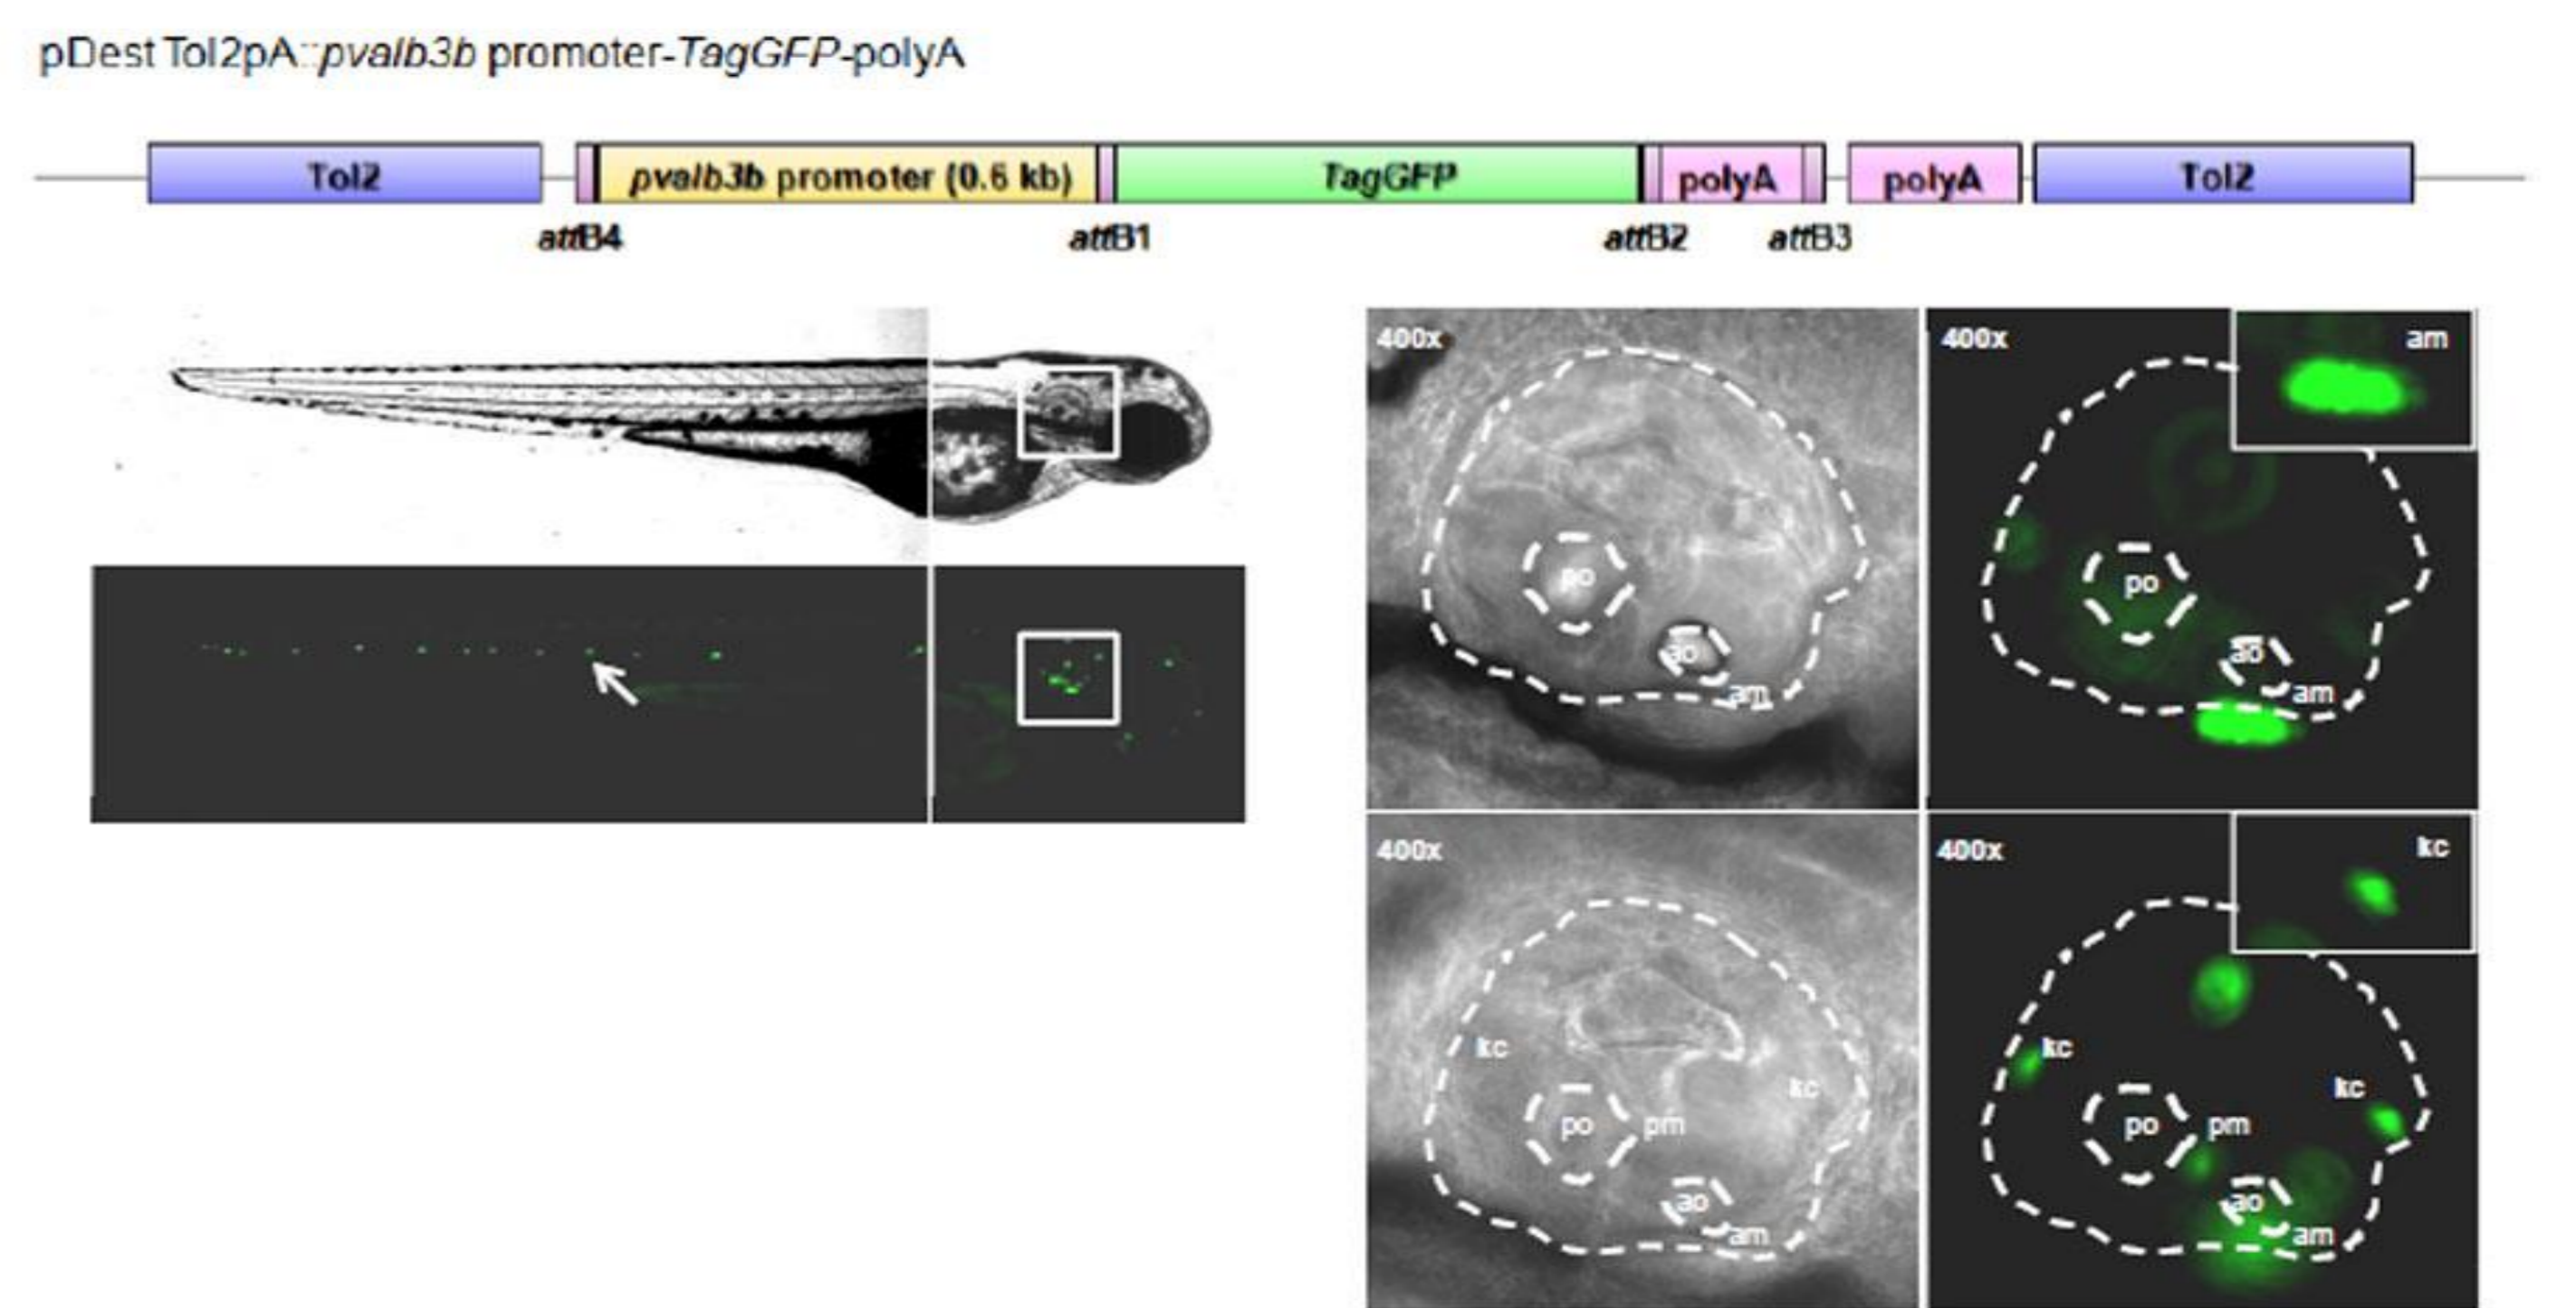 pDest Tol2pA::pvalb3b promoter-TagGFP-polyA
Tol2 pvalb3b promoter (0.6 kb) TagGFP polyA polyA Tol2
attB4 attB1 attB2 attB3
400x 400x am
po po
ao ao
am am
400x 400x kc
kc kc
kc kc
po pm po pm
ao ao
am am